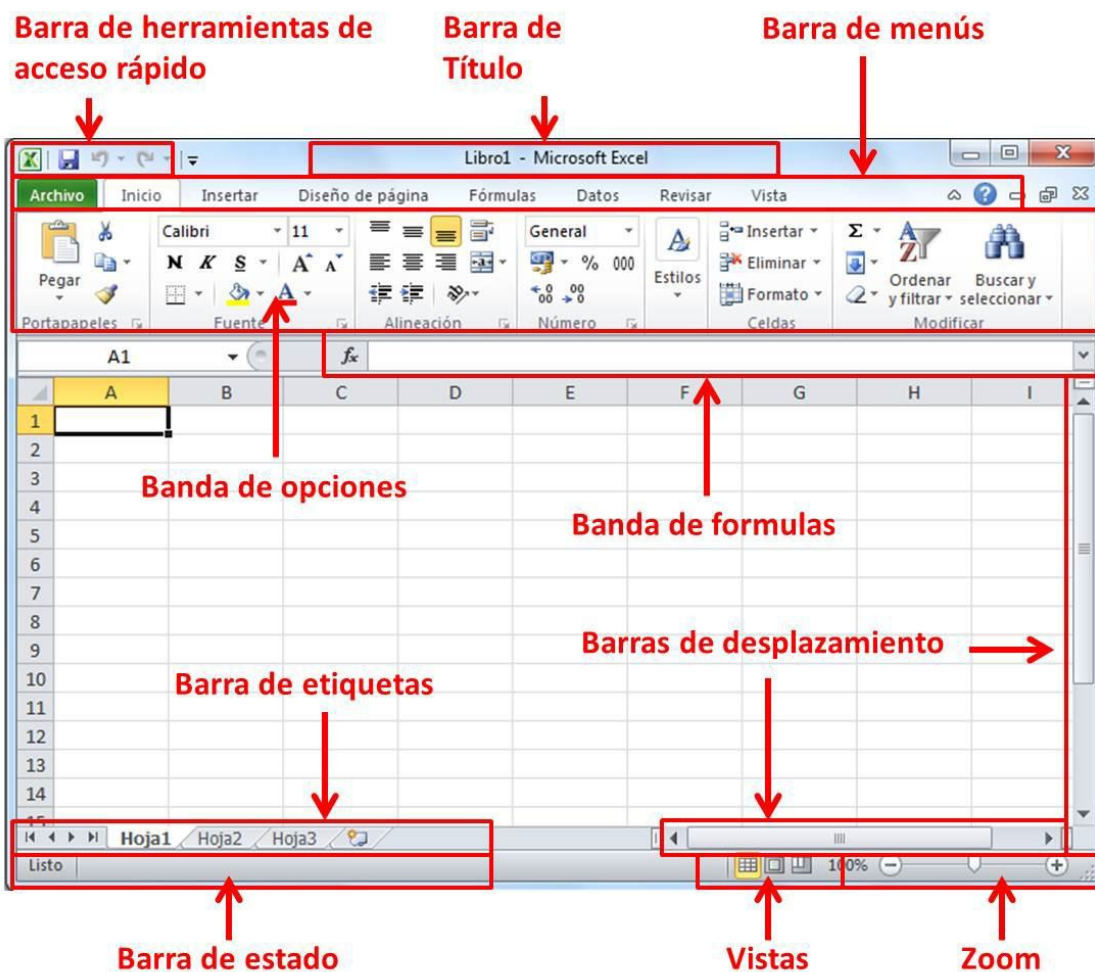 Barra de herramientas de
acceso rápido
Barra de
Título
Barra de menús
Libro1 - Microsoft Excel
Archivo Inicio Insertar Diseño de página Fórmulas Datos Revisar Vista
Pegar
Portapapeles
Calibri 11
N K S A A
A
Fuente
Alineación
General
% 000
Número
Estilos
Insertar
Eliminar
Formato
Celdas
Σ
Ordenar
y filtrar
Buscar y
seleccionar
Modificar
A1 fx
A B C D E F G H I
1
2
3
4
5
6
7
8
9
10
11
12
13
14
15
Banda de opciones
Banda de formulas
Barras de desplazamiento
Barra de etiquetas
Hoja1 Hoja2 Hoja3
Listo 100%
Barra de estado
Vistas
Zoom